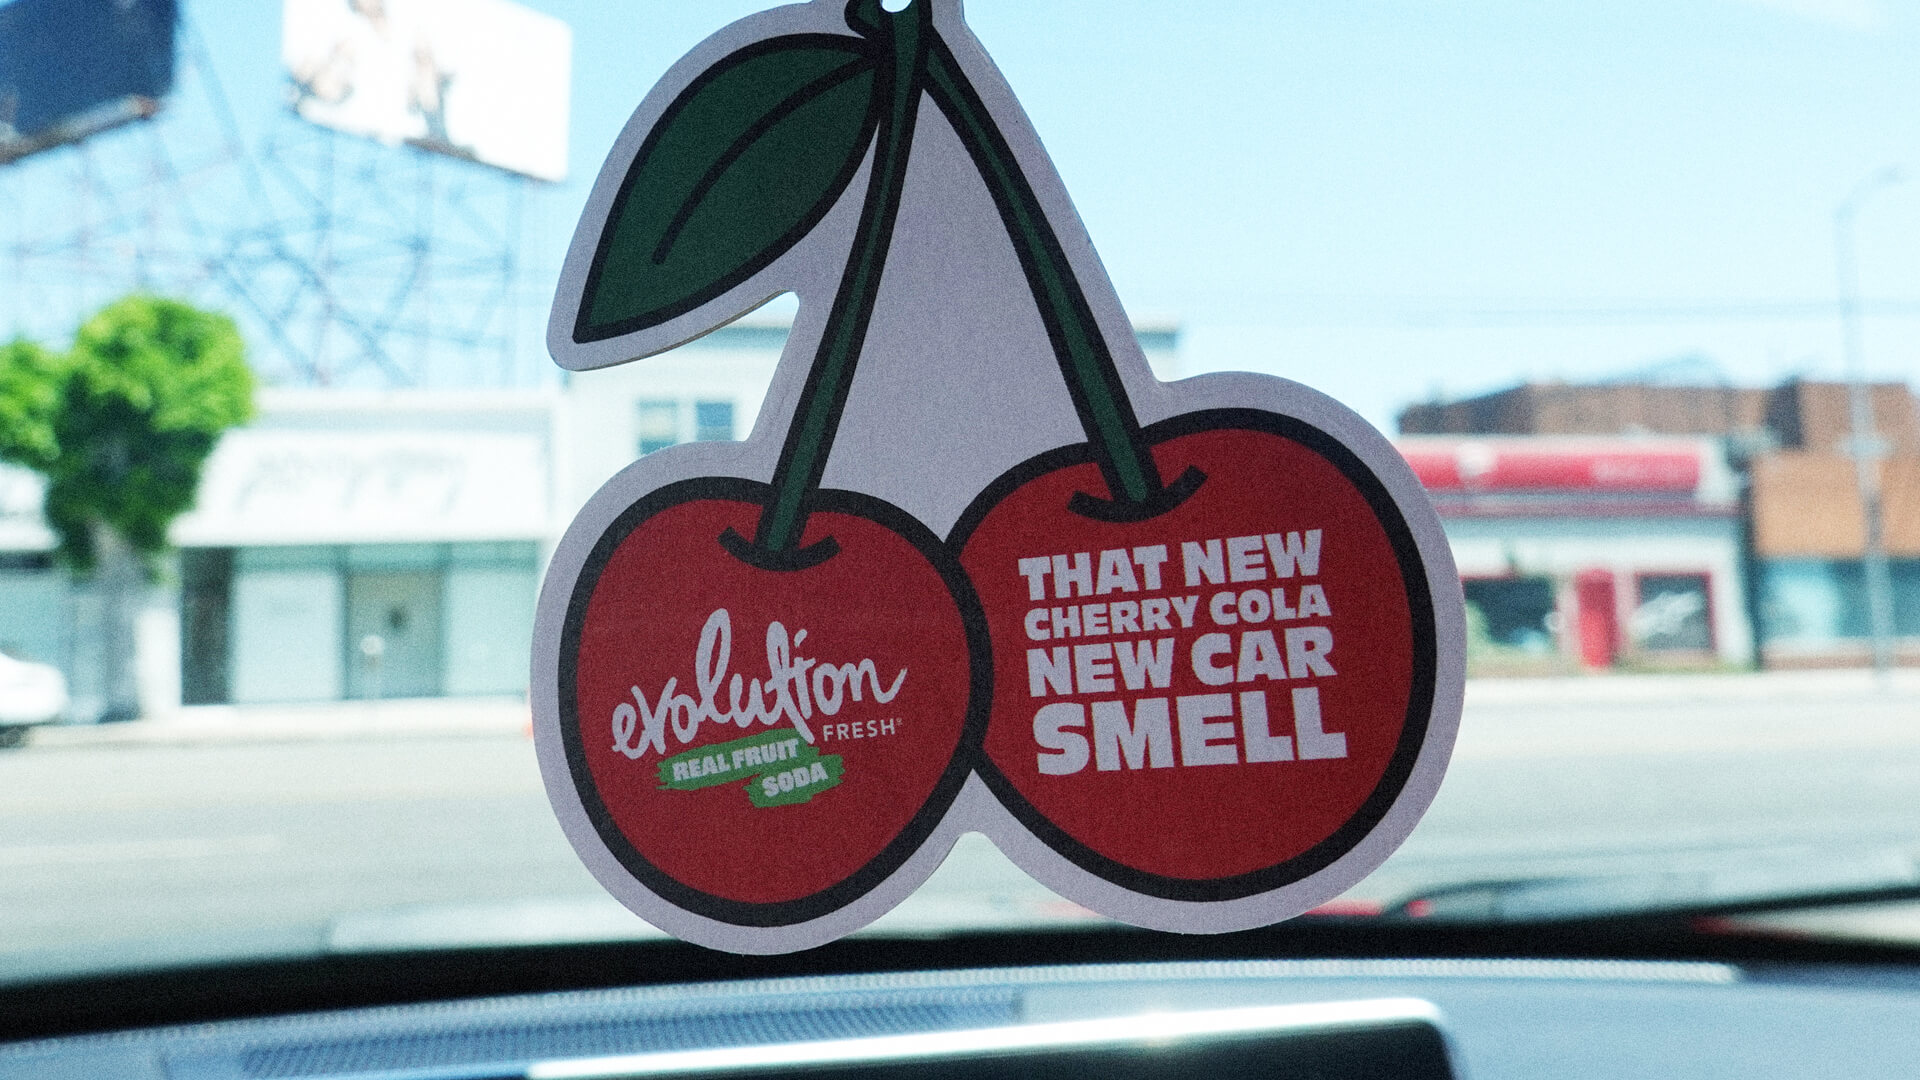 evolution
FRESH®
REAL FRUIT
SODA
THAT NEW
CHERRY COLA
NEW CAR
SMELL